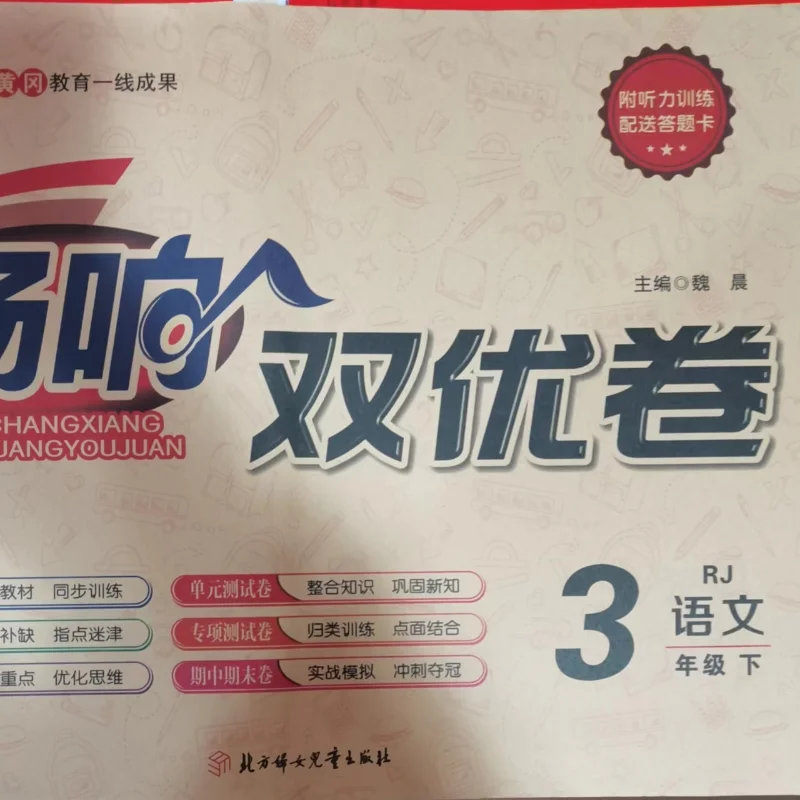 黄冈教育一线成果
附听力训练
配送答题卡
主编◎魏 晨
畅响
双优卷
CHANGXIANG
UANGYOUJUAN
教材 同步训练
补缺 指点迷津
重点 优化思维
单元测试卷 整合知识 巩固新知
专项测试卷 归类训练 点面结合
期中期末卷 实战模拟 冲刺夺冠
3
RJ
语文
年级 下
北方妇女儿童出版社